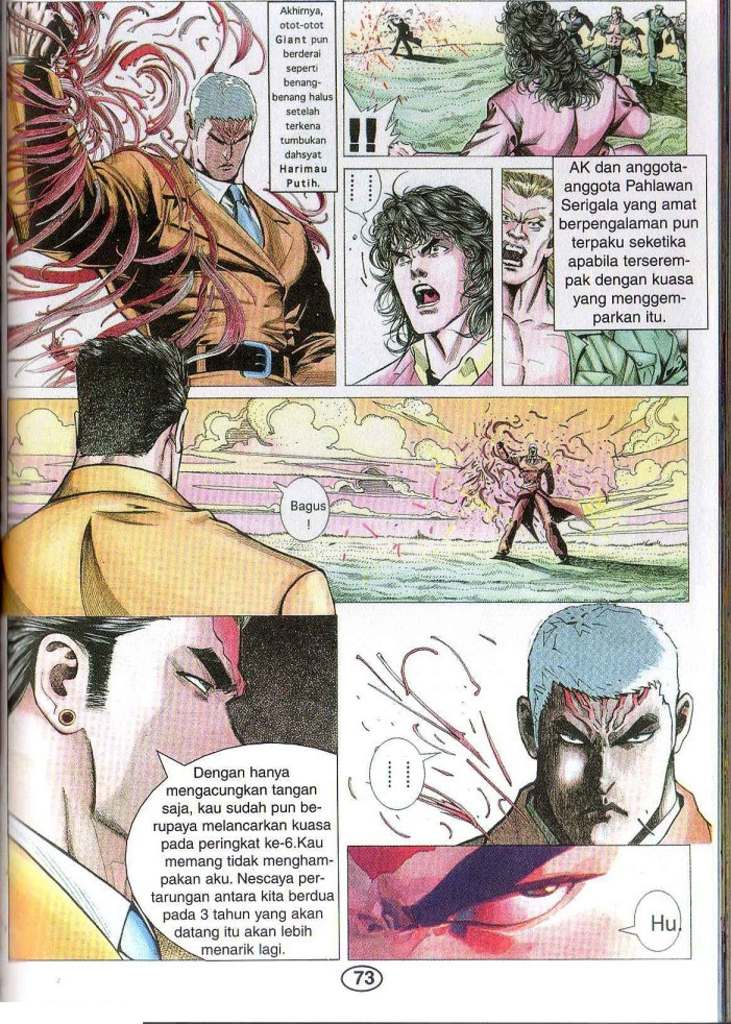 Akhirnya,
otot-otot
Giant pun
berderai
seperti
benang-
benang halus
setelah
terkena
tumbukan
dahsyat
Harimau
Putih.
!!
AK dan anggota-
anggota Pahlawan
Serigala yang amat
berpengalaman pun
terpaku seketika
apabila terserem-
pak dengan kuasa
yang menggem-
parkan itu.
Bagus
!
Dengan hanya
mengacungkan tangan
saja, kau sudah pun be-
rupaya melancarkan kuasa
pada peringkat ke-6.Kau
memang tidak mengham-
pakan aku. Nescaya per-
tarungan antara kita berdua
pada 3 tahun yang akan
datang itu akan lebih
menarik lagi.
Hu.
73